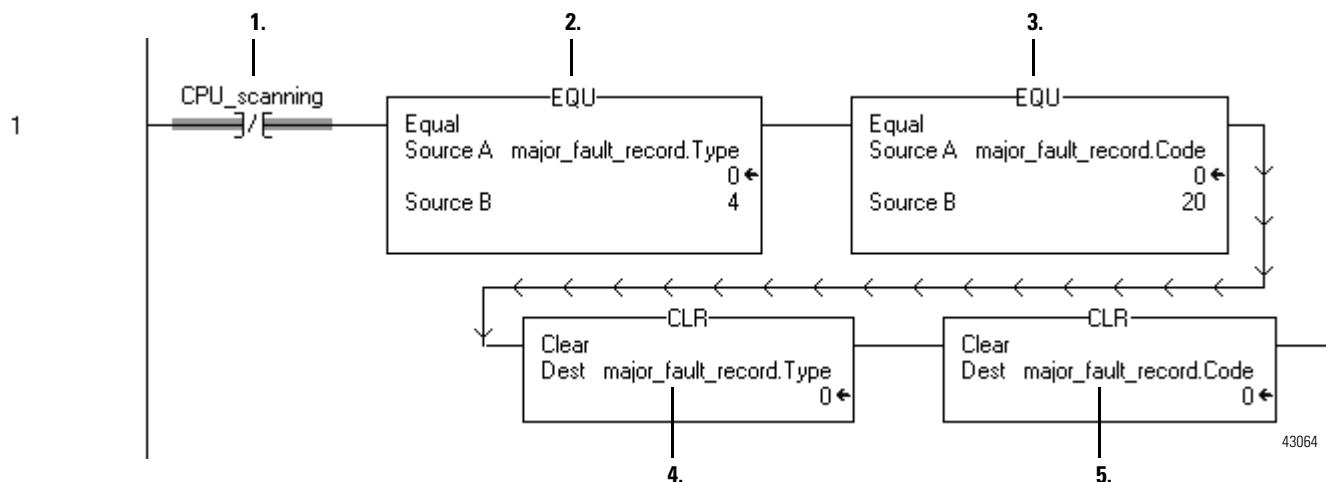 1. 2. 3.
CPU_scanning
1
EQU
Equal
Source A major_fault_record.Type
0
Source B 4
EQU
Equal
Source A major_fault_record.Code
0
Source B 20
CLR
Clear
Dest major_fault_record.Type
0
CLR
Clear
Dest major_fault_record.Code
0
43064
4. 5.